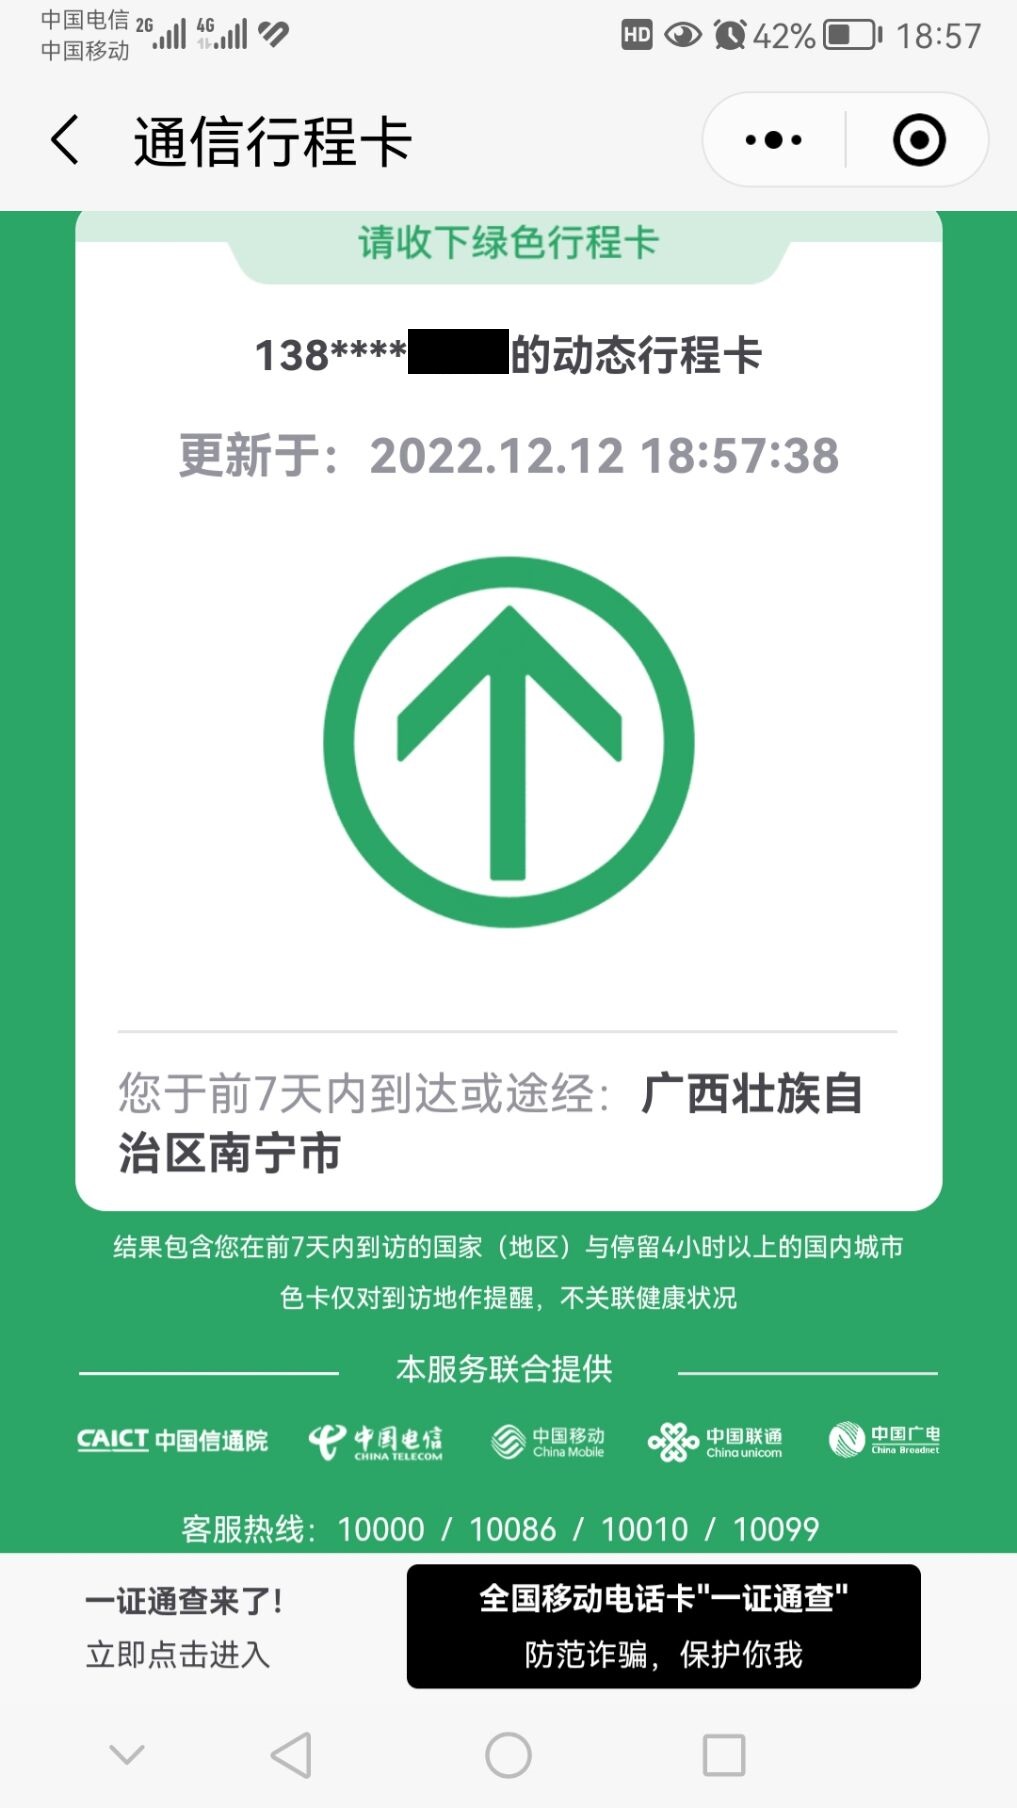 中国电信 2G 4G HD 42% 18:57
中国移动
通信行程卡
请收下绿色行程卡
138****的动态行程卡
更新于：2022.12.12 18:57:38
您于前7天内到达或途经：广西壮族自
治区南宁市
结果包含您在前7天内到访的国家（地区）与停留4小时以上的国内城市
色卡仅对到访地作提醒，不关联健康状况
本服务联合提供
CAICT 中国信通院 中国电信 CHINA TELECOM 中国移动 China Mobile 中国联通 China unicom 中国广电 China Broadnet
客服热线：10000 / 10086 / 10010 / 10099
一证通查来了！
立即点击进入
全国移动电话卡"一证通查"
防范诈骗，保护你我